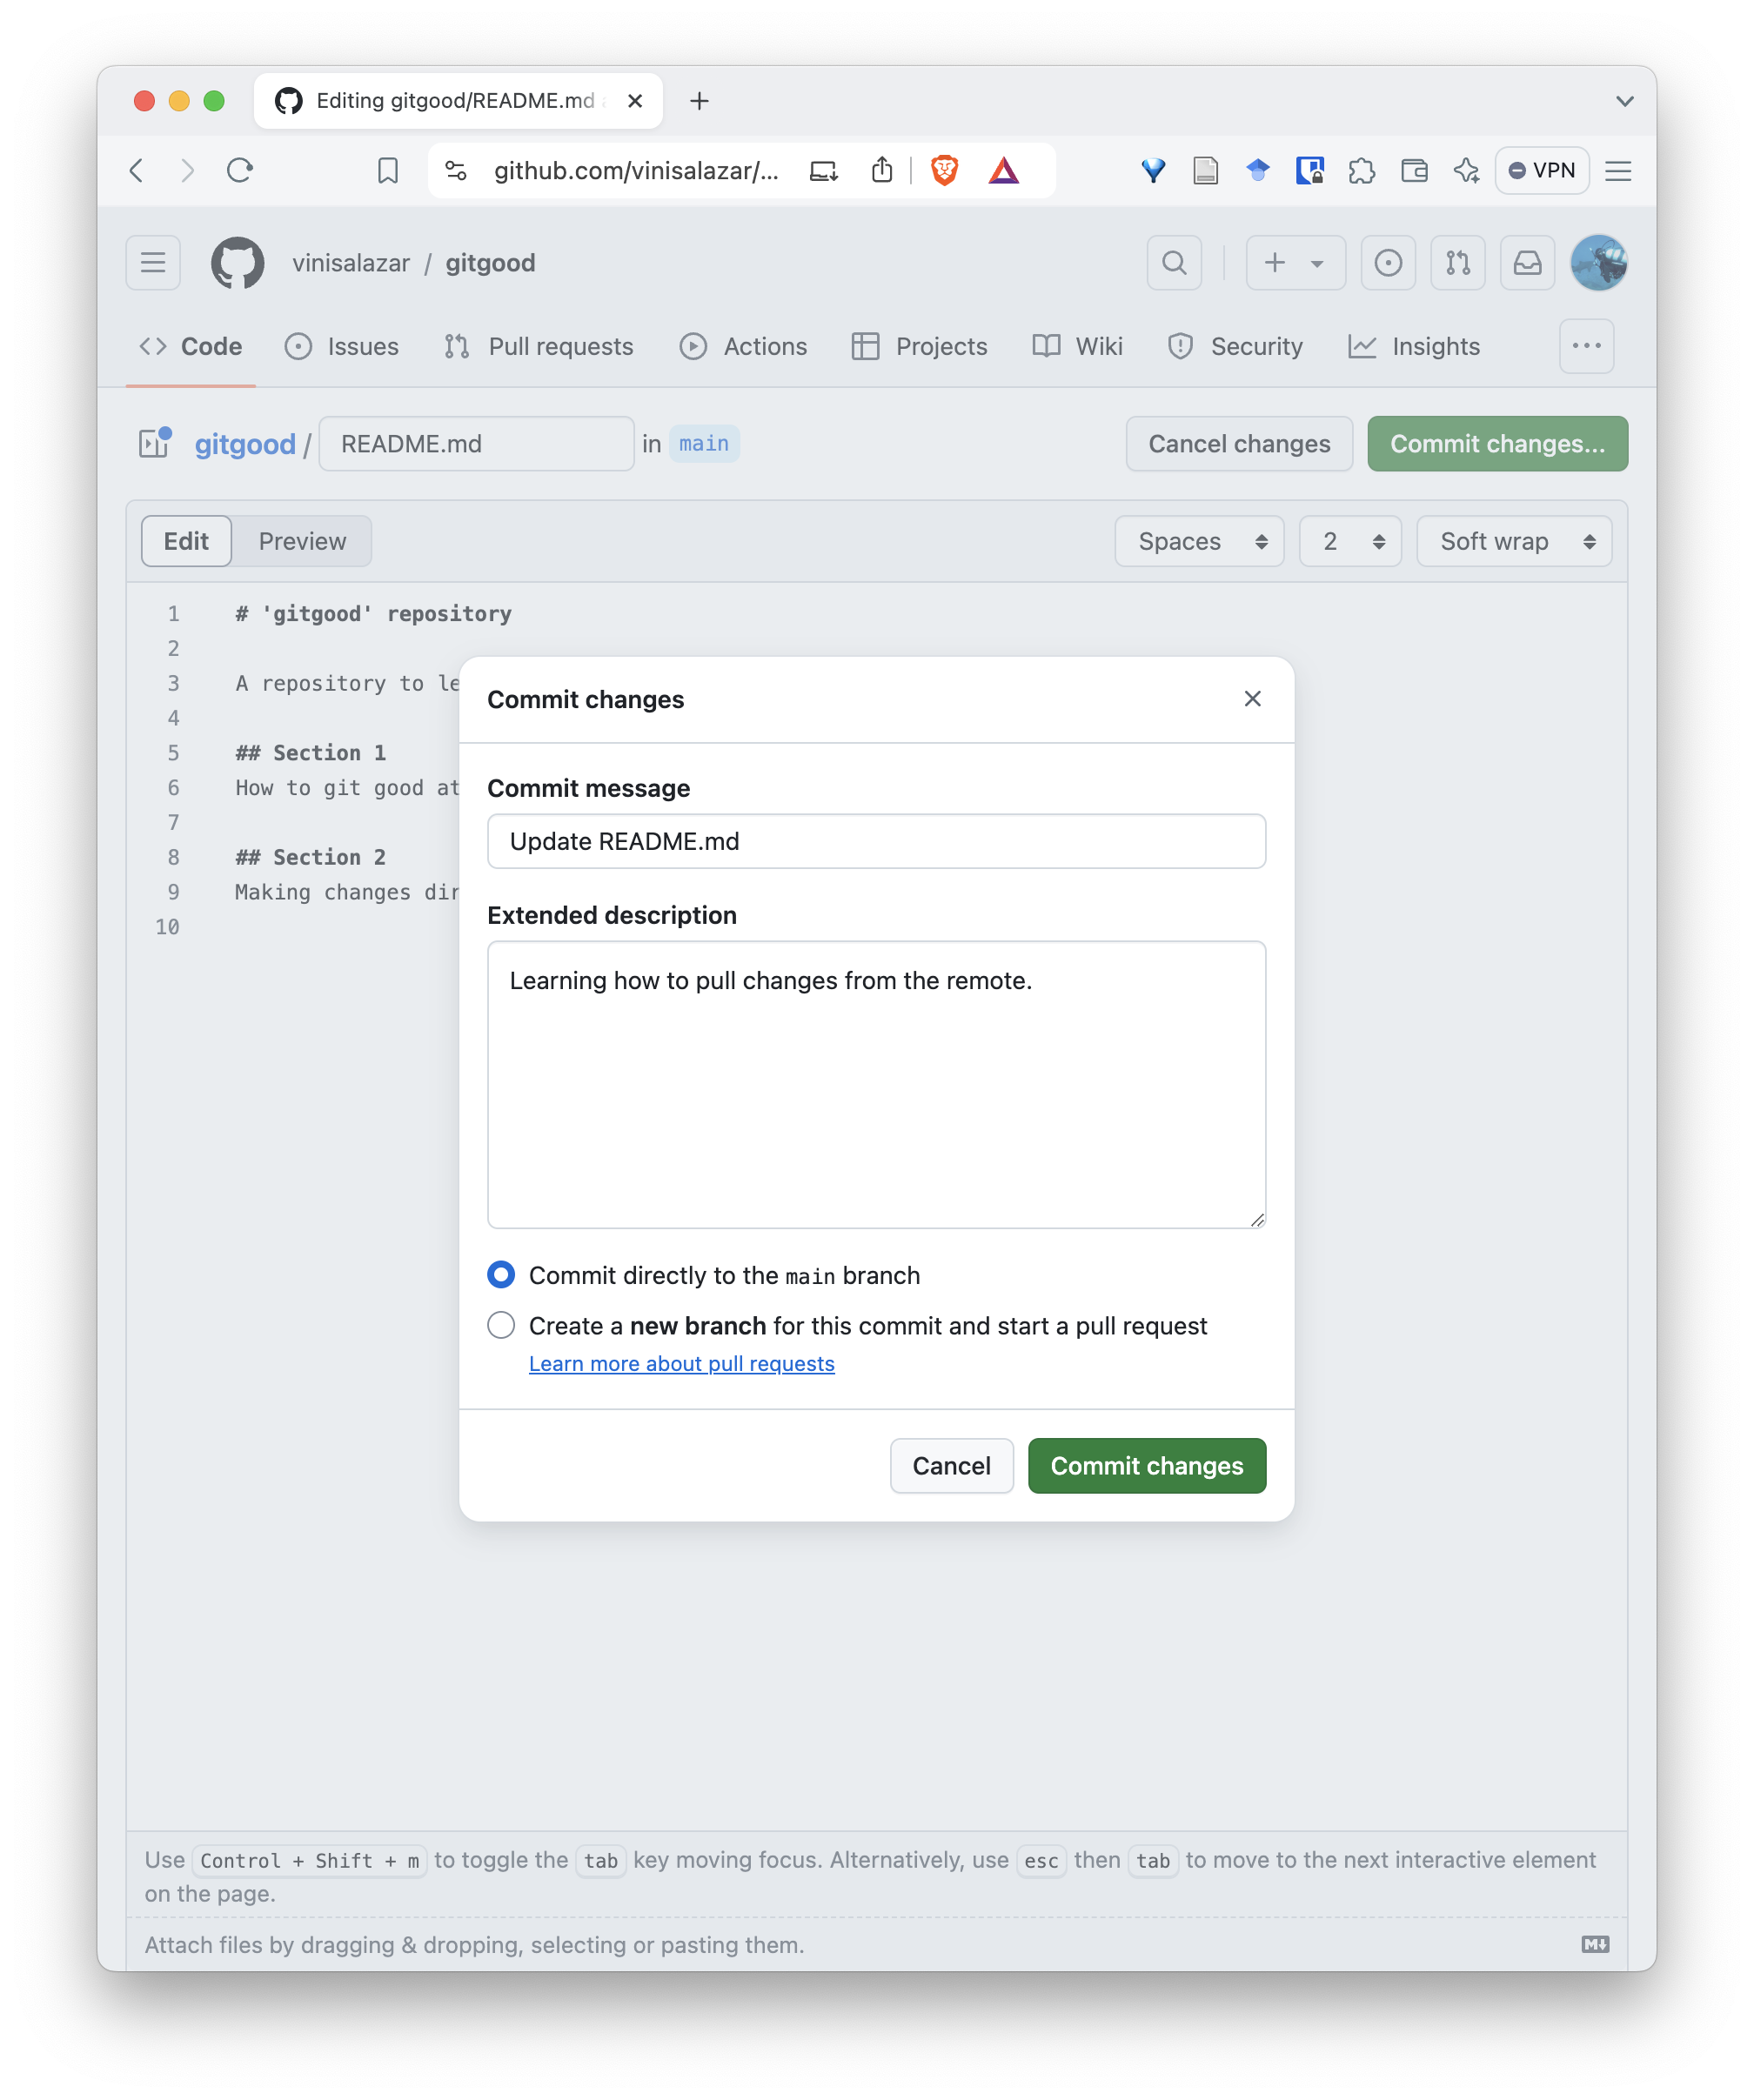 Editing gitgood/README.md
github.com/vinisalazar/...
VPN
vinisalazar / gitgood
Code
Issues
Pull requests
Actions
Projects
Wiki
Security
Insights
gitgood / README.md in main
Cancel changes
Commit changes...
Edit
Preview
Spaces
2
Soft wrap
1 # 'gitgood' repository
2
3 A repository to le
4
5 ## Section 1
6 How to git good at
7
8 ## Section 2
9 Making changes dir
10
Commit changes
Commit message
Update README.md
Extended description
Learning how to pull changes from the remote.
Commit directly to the main branch
Create a new branch for this commit and start a pull request
Learn more about pull requests
Cancel
Commit changes
Use Control + Shift + m to toggle the tab key moving focus. Alternatively, use esc then tab to move to the next interactive element
on the page.
Attach files by dragging & dropping, selecting or pasting them.